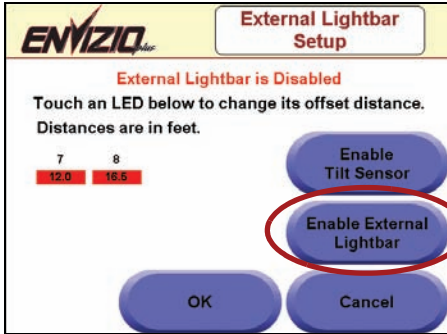 ENVIZIO plus
External Lightbar
Setup
External Lightbar is Disabled
Touch an LED below to change its offset distance.
Distances are in feet.
7 8
12.0 16.5
Enable
Tilt Sensor
Enable External
Lightbar
OK
Cancel